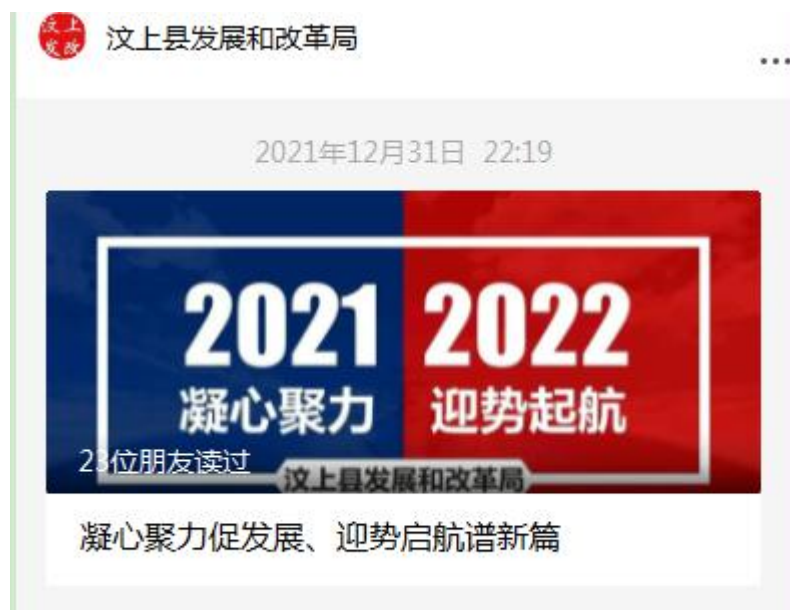 汶上
发改
汶上县发展和改革局
2021年12月31日 22:19
2021 2022
凝心聚力 迎势起航
23位朋友读过
汶上县发展和改革局
凝心聚力促发展、迎势启航谱新篇